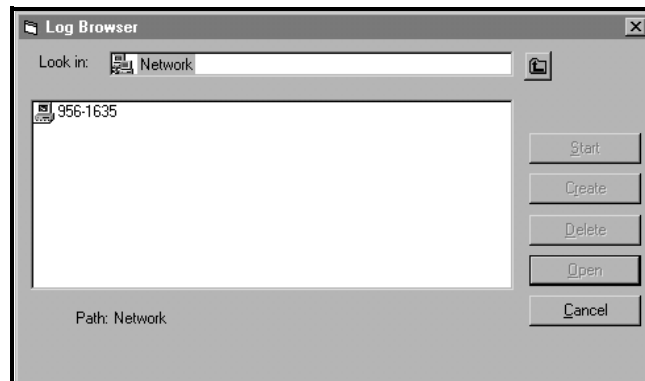 Log Browser
Look in: Network
956-1635
Start
Create
Delete
Open
Cancel
Path: Network